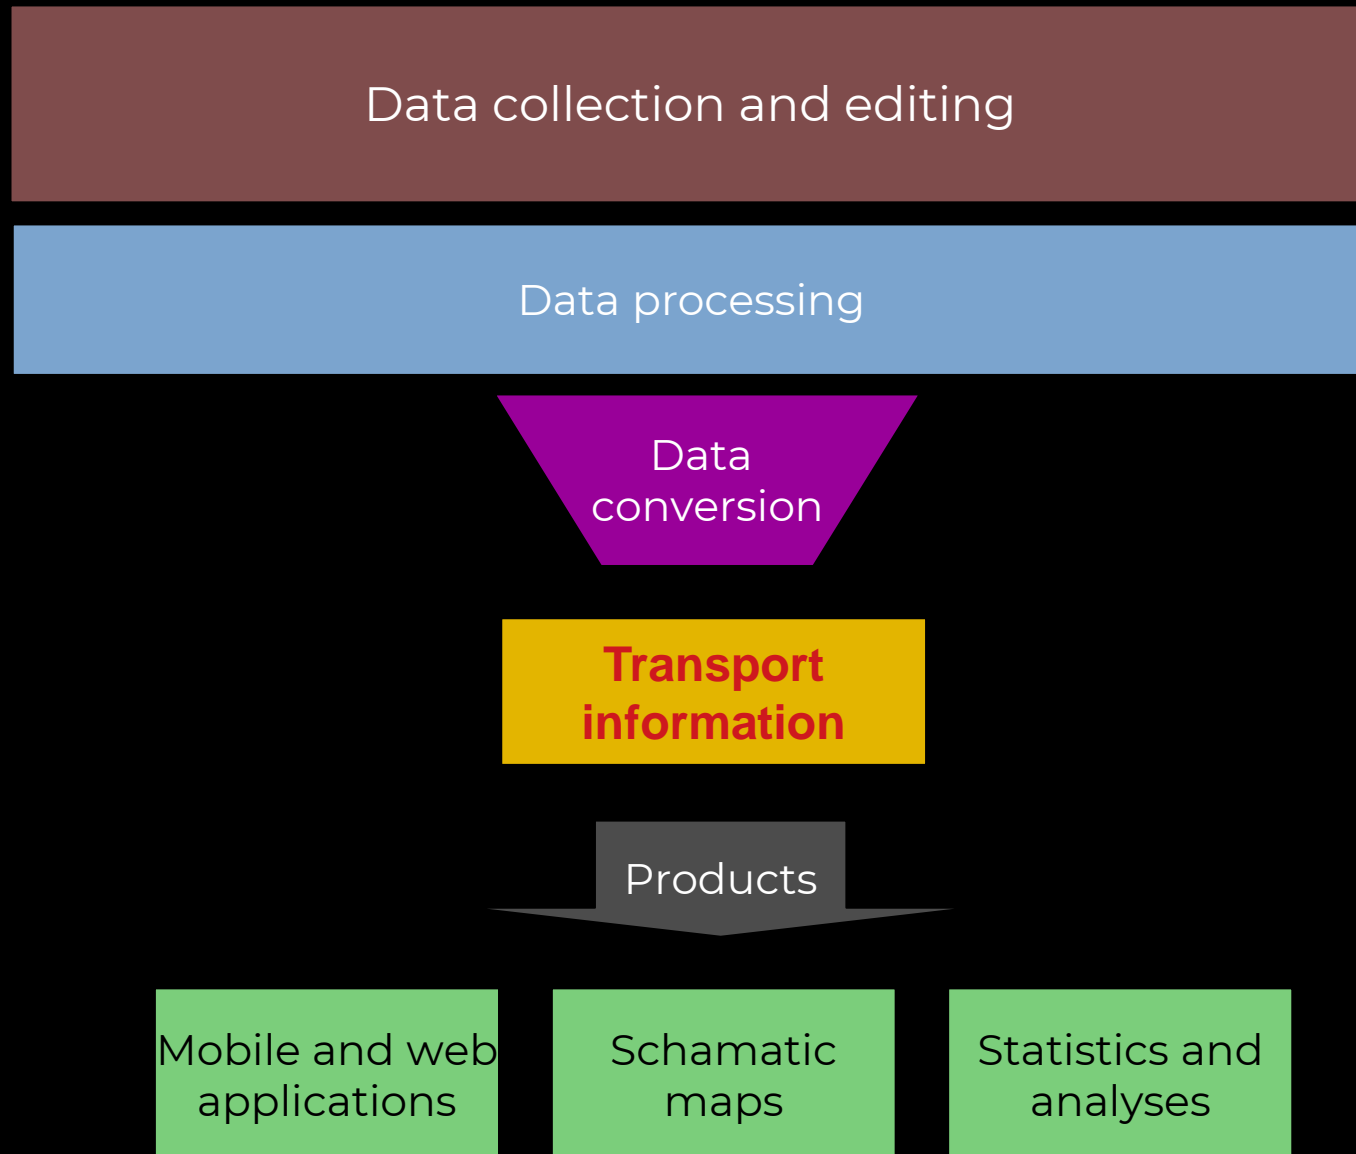 Data collection and editing
Data processing
Data
conversion
Transport
information
Products
Mobile and web
applications
Schamatic
maps
Statistics and
analyses